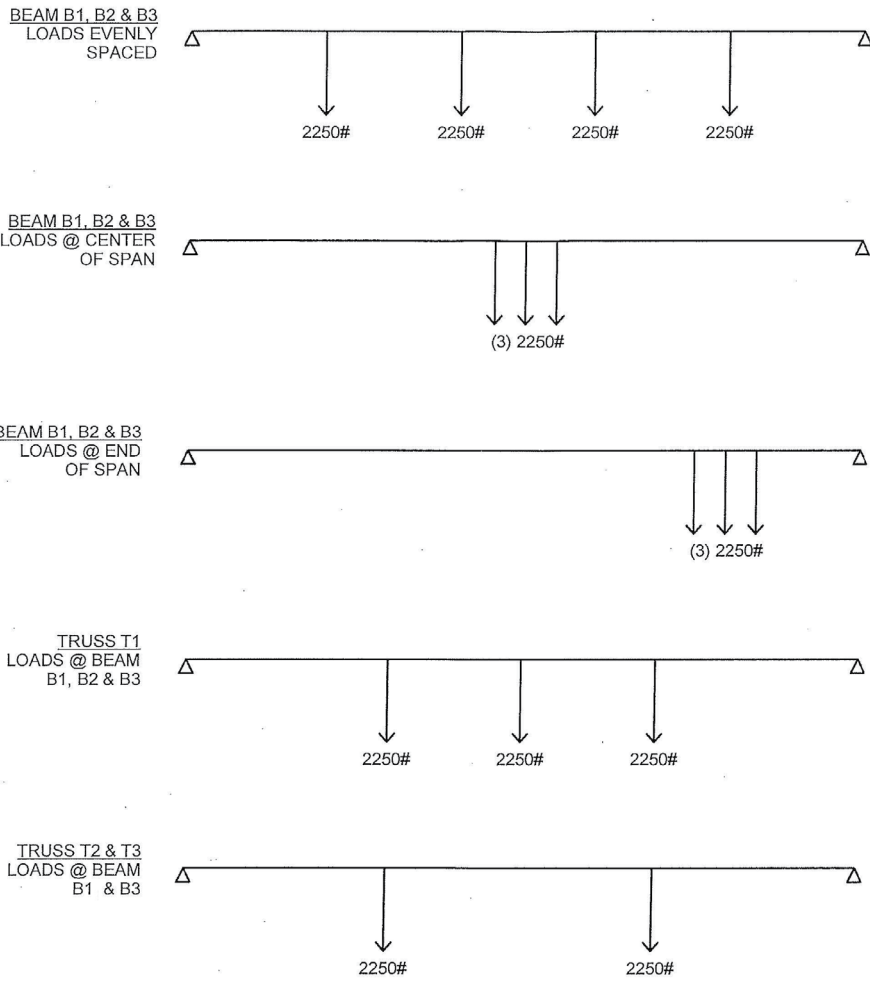 BEAM B1, B2 & B3
LOADS EVENLY
SPACED
2250# 2250# 2250# 2250#
BEAM B1, B2 & B3
LOADS @ CENTER
OF SPAN
(3) 2250#
BEAM B1, B2 & B3
LOADS @ END
OF SPAN
(3) 2250#
TRUSS T1
LOADS @ BEAM
B1, B2 & B3
2250# 2250# 2250#
TRUSS T2 & T3
LOADS @ BEAM
B1 & B3
2250# 2250#